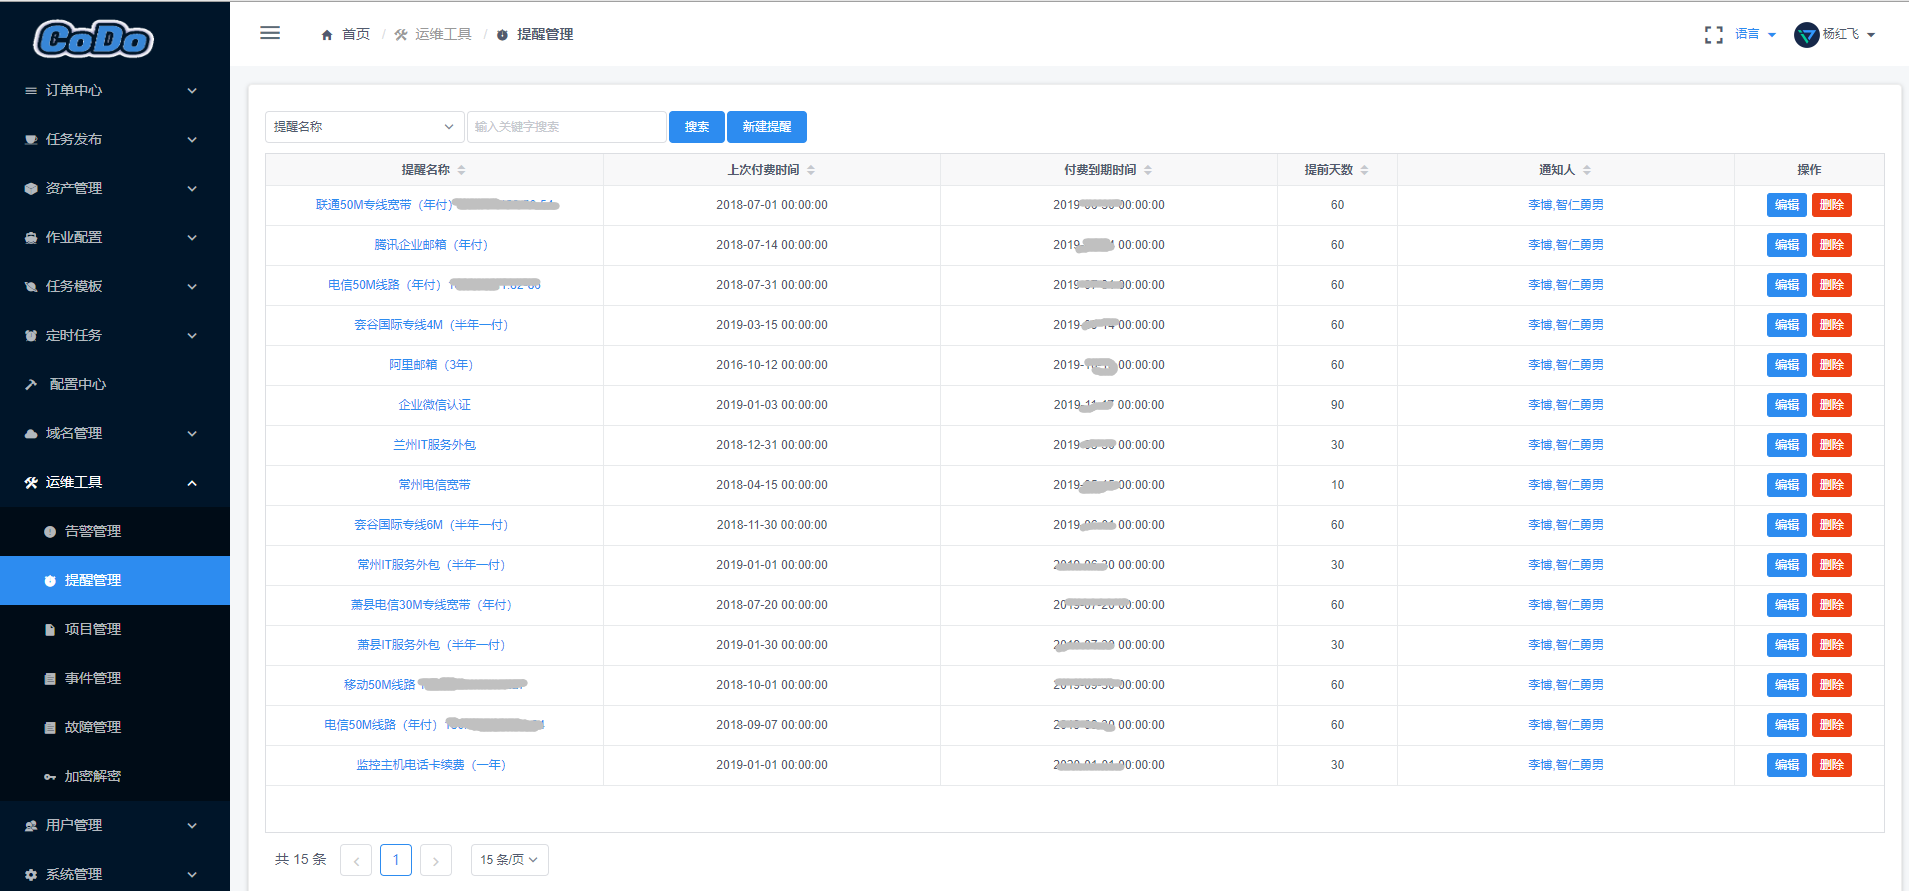 CoDo
首页 / 运维工具 / 提醒管理
语言
杨红飞
订单中心
任务发布
资产管理
作业配置
任务模板
定时任务
配置中心
域名管理
运维工具
告警管理
提醒管理
项目管理
事件管理
故障管理
加密解密
用户管理
系统管理
提醒名称 输入关键字搜索 搜索 新建提醒
提醒名称 上次付费时间 付费到期时间 提前天数 通知人 操作
联通50M专线宽带（年付） 2018-07-01 00:00:00 2019- 00:00:00 60 李博,智仁勇男 编辑 删除
腾讯企业邮箱（年付） 2018-07-14 00:00:00 2019- 00:00:00 60 李博,智仁勇男 编辑 删除
电信50M线路（年付） 2018-07-31 00:00:00 2019- 00:00:00 60 李博,智仁勇男 编辑 删除
套谷国际专线4M（半年一付） 2019-03-15 00:00:00 2019- 00:00:00 60 李博,智仁勇男 编辑 删除
阿里邮箱（3年） 2016-10-12 00:00:00 2019- 00:00:00 60 李博,智仁勇男 编辑 删除
企业微信认证 2019-01-03 00:00:00 2019- 00:00:00 90 李博,智仁勇男 编辑 删除
兰州IT服务外包 2018-12-31 00:00:00 2019- 00:00:00 30 李博,智仁勇男 编辑 删除
常州电信宽带 2018-04-15 00:00:00 2019- 00:00:00 10 李博,智仁勇男 编辑 删除
套谷国际专线6M（半年一付） 2018-11-30 00:00:00 2019- 00:00:00 60 李博,智仁勇男 编辑 删除
常州IT服务外包（半年一付） 2019-01-01 00:00:00 00:00:00 30 李博,智仁勇男 编辑 删除
萧县电信30M专线宽带（年付） 2018-07-20 00:00:00 00:00 60 李博,智仁勇男 编辑 删除
萧县IT服务外包（半年一付） 2019-01-30 00:00:00 00:00:00 30 李博,智仁勇男 编辑 删除
移动50M线路 2018-10-01 00:00:00 00:00:00 60 李博,智仁勇男 编辑 删除
电信50M线路（年付） 2018-09-07 00:00:00 00:00:00 60 李博,智仁勇男 编辑 删除
监控主机电话卡续费（一年） 2019-01-01 00:00:00 00:00:00 30 李博,智仁勇男 编辑 删除
共 15 条 1 15 条/页